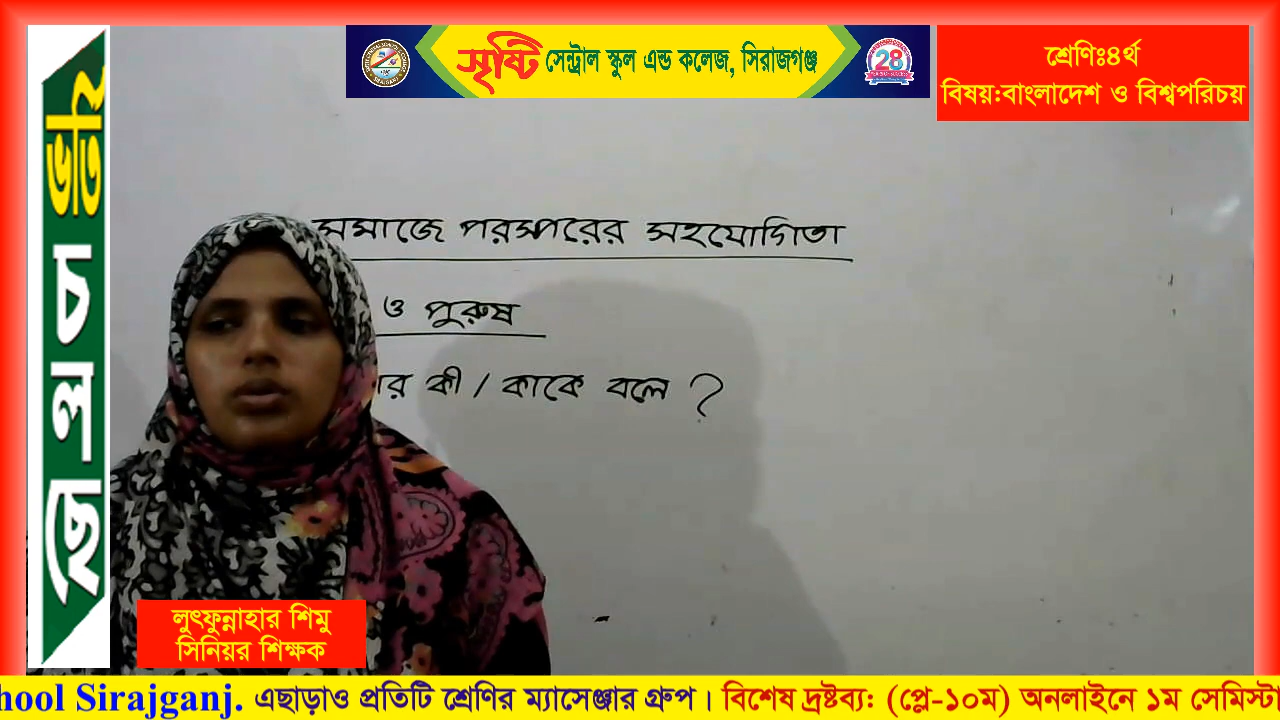 সৃষ্টি সেন্ট্রাল স্কুল এন্ড কলেজ, সিরাজগঞ্জ
28
শ্রেণিঃ৪র্থ
বিষয়:বাংলাদেশ ও বিশ্বপরিচয়
ভর্তি চলছে
সমাজে পরস্পরের সহযোগিতা
ও পুরুষ
কী / কাকে বলে ?
লুৎফুন্নাহার শিমু
সিনিয়র শিক্ষক
hool Sirajganj. এছাড়াও প্রতিটি শ্রেণির ম্যাসেঞ্জার গ্রুপ। বিশেষ দ্রষ্টব্য: (প্লে-১০ম) অনলাইনে ১ম সেমিস্টা